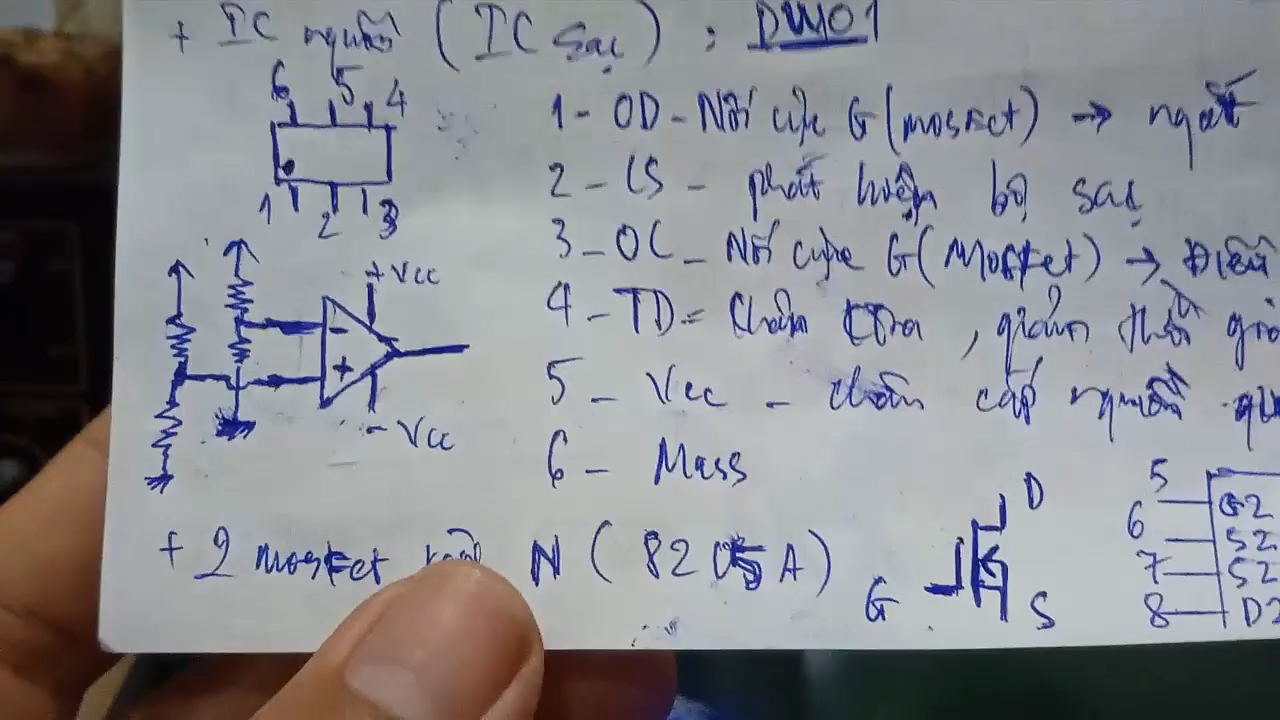 + IC nguồn (IC sạc) : DW01
6 5 4
1 2 3
1 - OD - Nối cực G (mosfet) → ngắt
2 - CS - phát hiện bộ sạc
3 - OC - Nối cực G (Mosfet) → Điều
4 - TD = Chân , giảm thời
5 - Vcc - chân cấp nguồn
6 - Mass
+Vcc
-
+
- Vcc
+ 2 mosfet N (8205A)
G D S
5 G2
6 S2
7 S2
8 D2